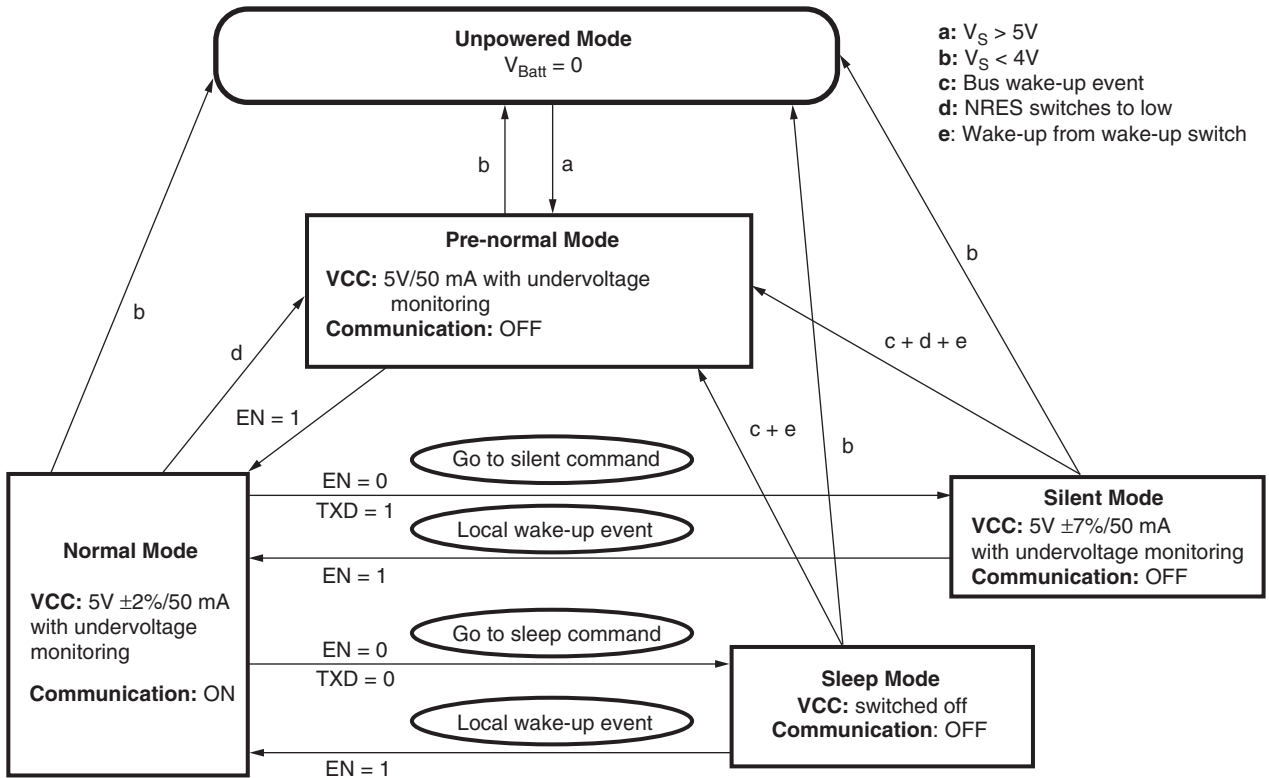 Unpowered Mode
V_Batt = 0
a: V_S > 5V
b: V_S < 4V
c: Bus wake-up event
d: NRES switches to low
e: Wake-up from wake-up switch
b
a
Pre-normal Mode
VCC: 5V/50 mA with undervoltage
monitoring
Communication: OFF
b
d
b
c + d + e
EN = 1
c + e
b
Go to silent command
EN = 0
TXD = 1
Local wake-up event
EN = 1
Silent Mode
VCC: 5V ±7%/50 mA
with undervoltage monitoring
Communication: OFF
Normal Mode
VCC: 5V ±2%/50 mA
with undervoltage
monitoring
Communication: ON
Go to sleep command
EN = 0
TXD = 0
Local wake-up event
EN = 1
Sleep Mode
VCC: switched off
Communication: OFF